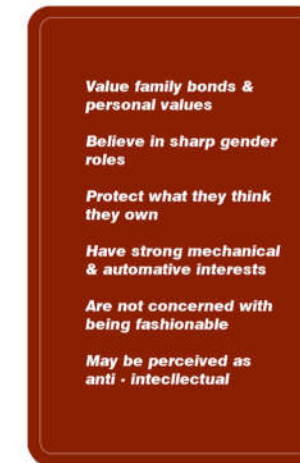 Value family bonds &
personal values
Believe in sharp gender
roles
Protect what they think
they own
Have strong mechanical
& automative interests
Are not concerned with
being fashionable
May be perceived as
anti - intecllectual